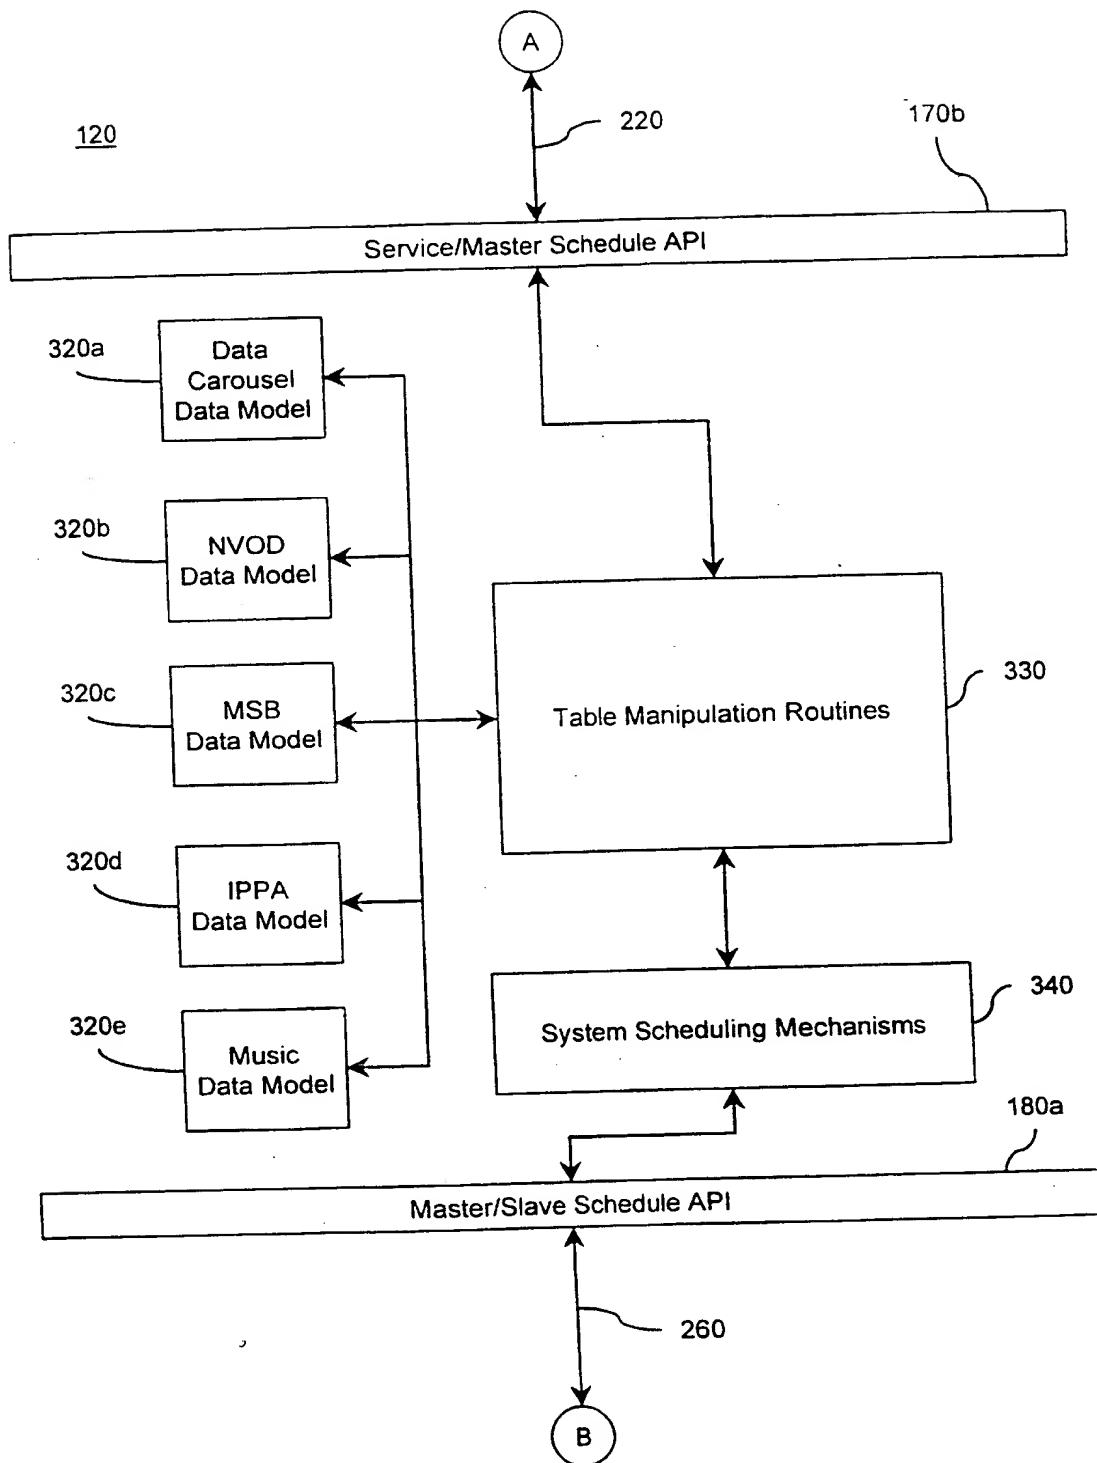 A
220
170b
120
Service/Master Schedule API
320a
Data
Carousel
Data Model
320b
NVOD
Data Model
320c
MSB
Data Model
Table Manipulation Routines
330
320d
IPPA
Data Model
320e
Music
Data Model
System Scheduling Mechanisms
340
180a
Master/Slave Schedule API
260
B